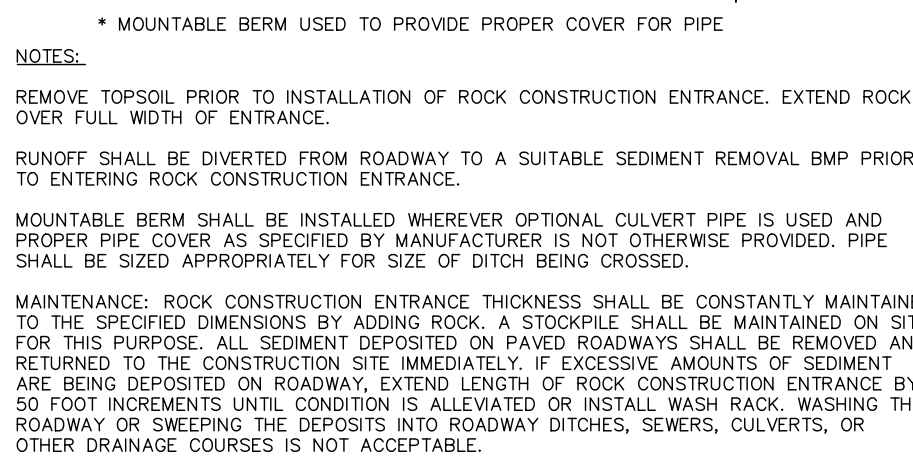 * MOUNTABLE BERM USED TO PROVIDE PROPER COVER FOR PIPE
NOTES:
REMOVE TOPSOIL PRIOR TO INSTALLATION OF ROCK CONSTRUCTION ENTRANCE. EXTEND ROCK
OVER FULL WIDTH OF ENTRANCE.
RUNOFF SHALL BE DIVERTED FROM ROADWAY TO A SUITABLE SEDIMENT REMOVAL BMP PRIOR
TO ENTERING ROCK CONSTRUCTION ENTRANCE.
MOUNTABLE BERM SHALL BE INSTALLED WHEREVER OPTIONAL CULVERT PIPE IS USED AND
PROPER PIPE COVER AS SPECIFIED BY MANUFACTURER IS NOT OTHERWISE PROVIDED. PIPE
SHALL BE SIZED APPROPRIATELY FOR SIZE OF DITCH BEING CROSSED.
MAINTENANCE: ROCK CONSTRUCTION ENTRANCE THICKNESS SHALL BE CONSTANTLY MAINTAINE
TO THE SPECIFIED DIMENSIONS BY ADDING ROCK. A STOCKPILE SHALL BE MAINTAINED ON SIT
FOR THIS PURPOSE. ALL SEDIMENT DEPOSITED ON PAVED ROADWAYS SHALL BE REMOVED AN
RETURNED TO THE CONSTRUCTION SITE IMMEDIATELY. IF EXCESSIVE AMOUNTS OF SEDIMENT
ARE BEING DEPOSITED ON ROADWAY, EXTEND LENGTH OF ROCK CONSTRUCTION ENTRANCE BY
50 FOOT INCREMENTS UNTIL CONDITION IS ALLEVIATED OR INSTALL WASH RACK. WASHING TH
ROADWAY OR SWEEPING THE DEPOSITS INTO ROADWAY DITCHES, SEWERS, CULVERTS, OR
OTHER DRAINAGE COURSES IS NOT ACCEPTABLE.